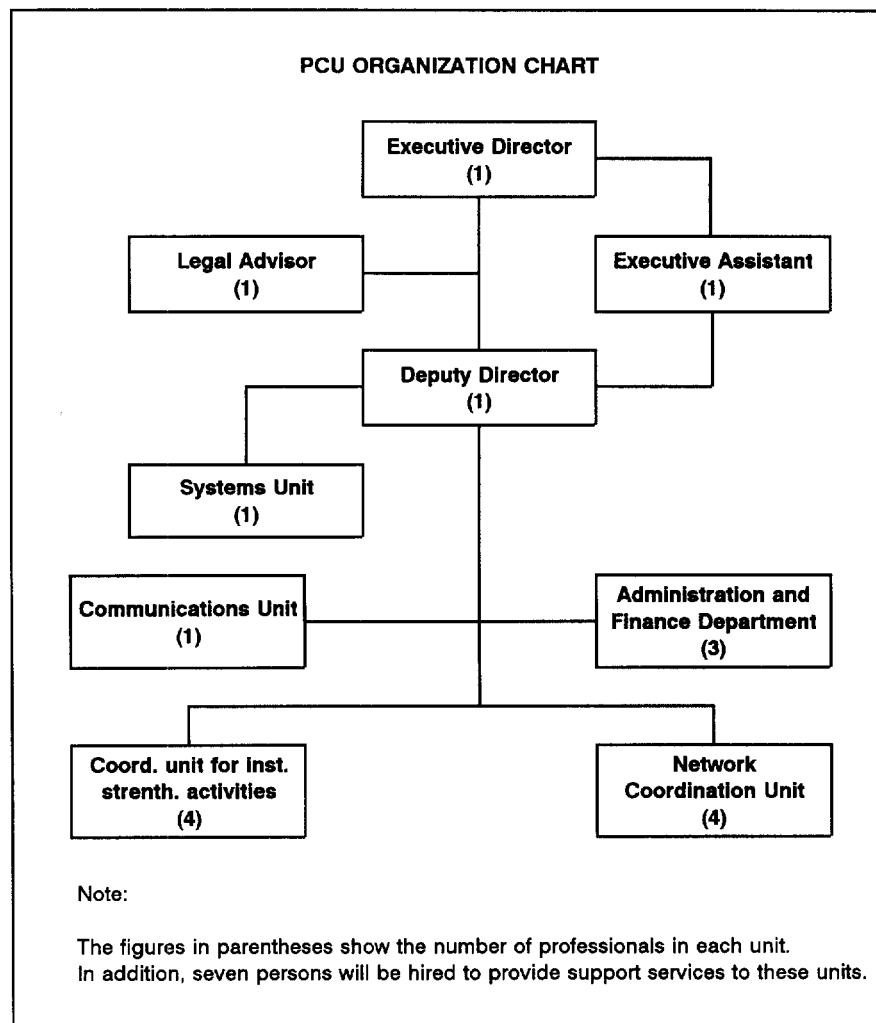 PCU ORGANIZATION CHART
Executive Director
(1)
Legal Advisor
(1)
Executive Assistant
(1)
Deputy Director
(1)
Systems Unit
(1)
Communications Unit
(1)
Administration and
Finance Department
(3)
Coord. unit for inst.
strenth. activities
(4)
Network
Coordination Unit
(4)
Note:
The figures in parentheses show the number of professionals in each unit.
In addition, seven persons will be hired to provide support services to these units.